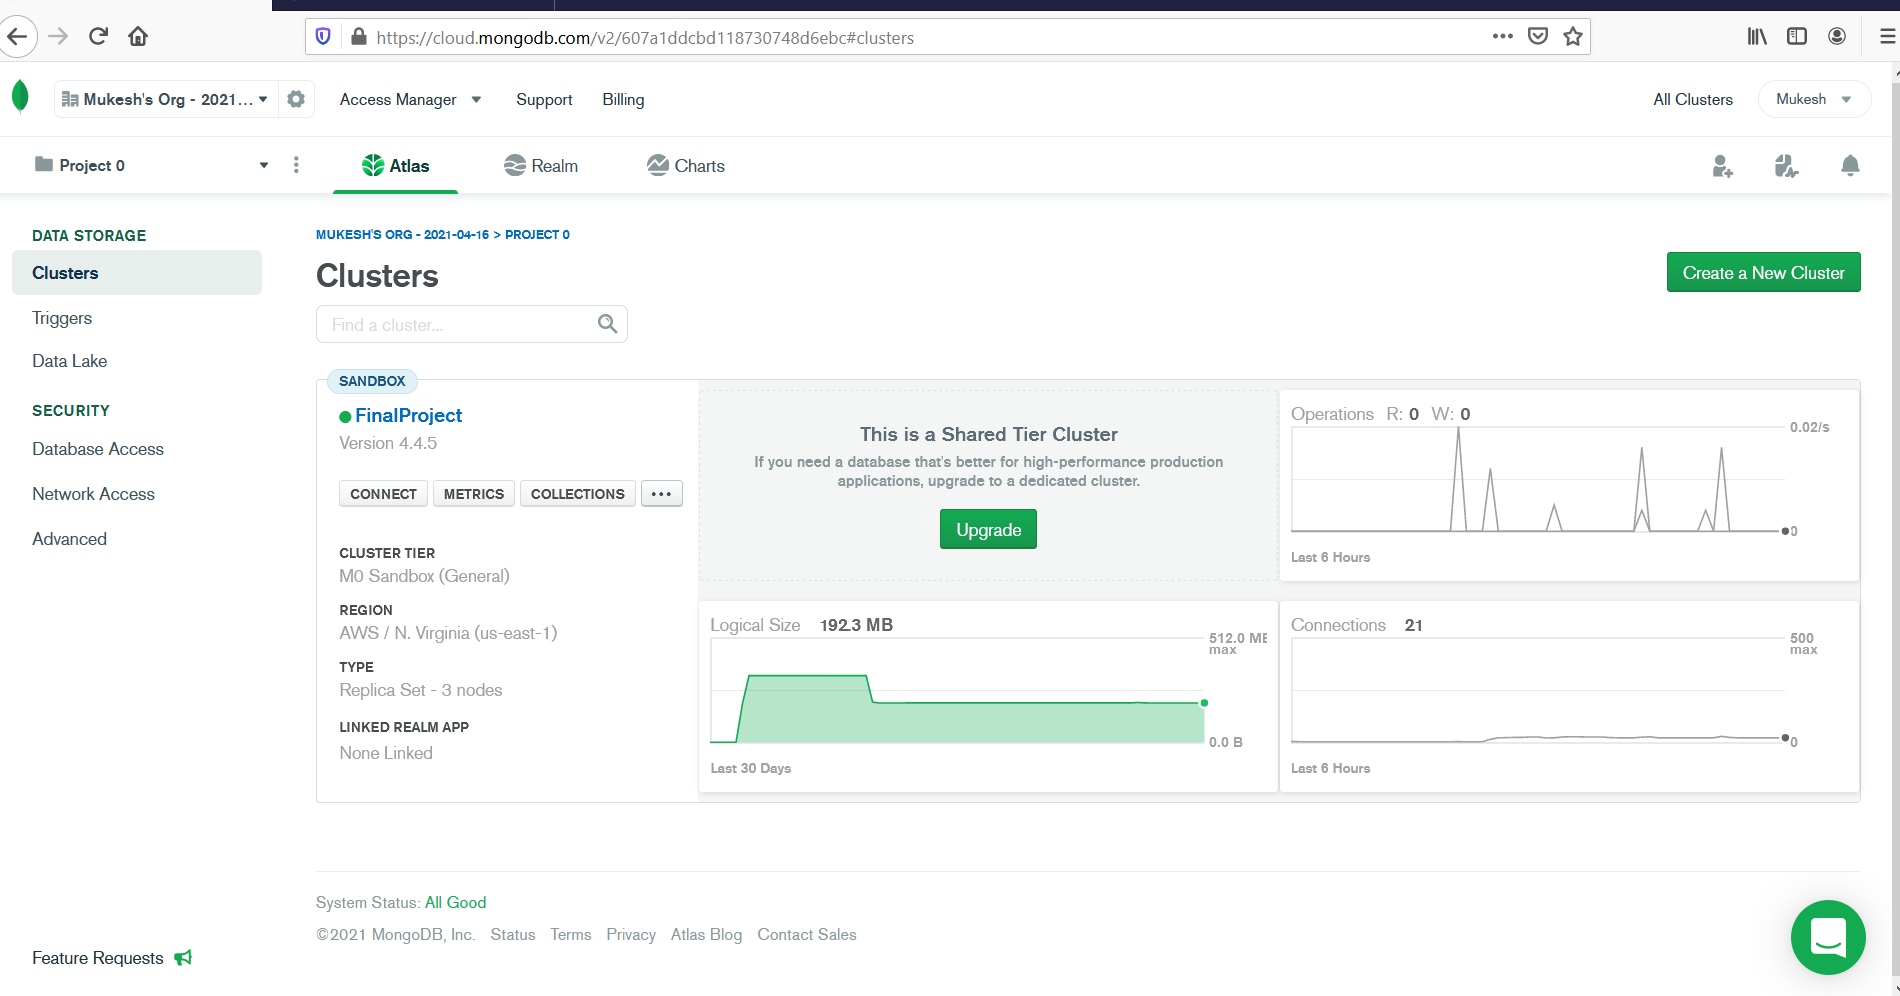 https://cloud.mongodb.com/v2/607a1ddcbd118730748d6ebc#clusters
Mukesh's Org - 2021... Access Manager Support Billing All Clusters Mukesh
Project 0 Atlas Realm Charts
DATA STORAGE
Clusters
Triggers
Data Lake
SECURITY
Database Access
Network Access
Advanced
Feature Requests
MUKESH'S ORG - 2021-04-16 > PROJECT 0
Clusters
Create a New Cluster
Find a cluster...
SANDBOX
FinalProject
Version 4.4.5
CONNECT METRICS COLLECTIONS ...
CLUSTER TIER
M0 Sandbox (General)
REGION
AWS / N. Virginia (us-east-1)
TYPE
Replica Set - 3 nodes
LINKED REALM APP
None Linked
This is a Shared Tier Cluster
If you need a database that's better for high-performance production
applications, upgrade to a dedicated cluster.
Upgrade
Operations R: 0 W: 0
0.02/s
0
Last 6 Hours
Logical Size 192.3 MB
512.0 MB
max
0.0 B
Last 30 Days
Connections 21
500
max
0
Last 6 Hours
System Status: All Good
©2021 MongoDB, Inc. Status Terms Privacy Atlas Blog Contact Sales